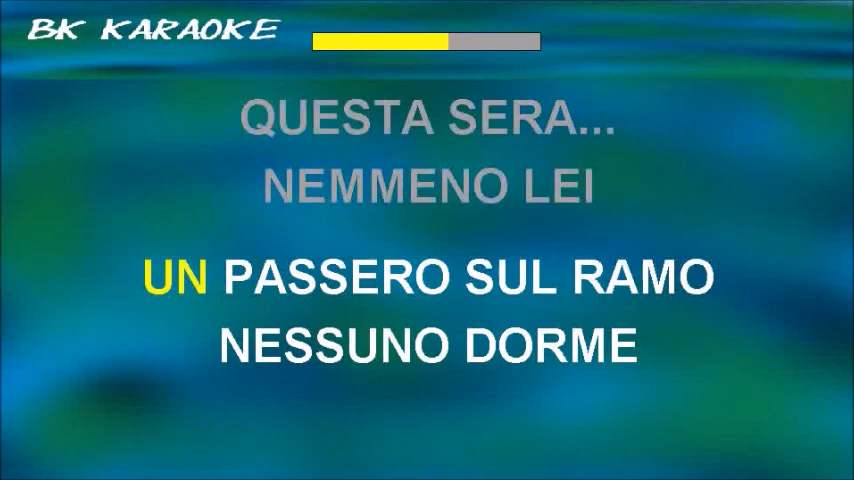 BK KARAOKE
QUESTA SERA...
NEMMENO LEI
UN PASSERO SUL RAMO
NESSUNO DORME